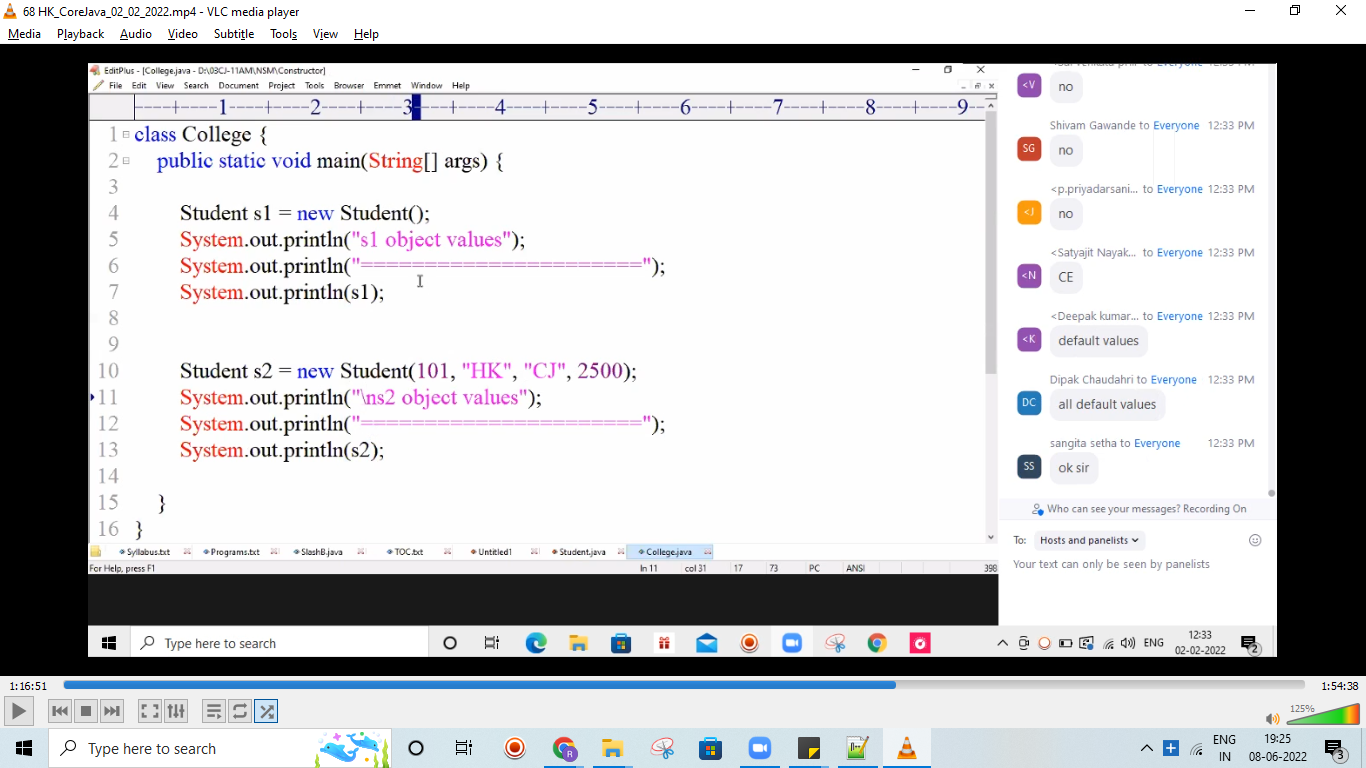 68 HK_CoreJava_02_02_2022.mp4 - VLC media player
Media Playback Audio Video Subtitle Tools View Help
EditPlus - [College.java - D:\03CJ-11AM\NSM\Constructor]
File Edit View Search Document Project Tools Browser Emmet Window Help
----+----1----+----2----+----3----+----4----+----5----+----6----+----7----+----8----+----9--
1 class College {
2 public static void main(String[] args) {
3
4 Student s1 = new Student();
5 System.out.println("s1 object values");
6 System.out.println("======================");
7 System.out.println(s1);
8
9
10 Student s2 = new Student(101, "HK", "CJ", 2500);
11 System.out.println("\ns2 object values");
12 System.out.println("======================");
13 System.out.println(s2);
14
15 }
16 }
Syllabus.txt Programs.txt SlashB.java TOC.txt Untitled1 Student.java College.java
For Help, press F1 ln 11 col 31 17 73 PC ANSI 398
to Everyone 12:33 PM
<V no
Shivam Gawande to Everyone 12:33 PM
SG no
<p.priyadarsani... to Everyone 12:33 PM
<J no
<Satyajit Nayak... to Everyone 12:33 PM
<N CE
<Deepak kumar... to Everyone 12:33 PM
<K default values
Dipak Chaudahri to Everyone 12:33 PM
DC all default values
sangita setha to Everyone 12:33 PM
SS ok sir
Who can see your messages? Recording On
To: Hosts and panelists
Your text can only be seen by panelists
Type here to search
ENG 12:33
02-02-2022 2
1:16:51 1:54:38
125%
Type here to search
ENG 19:25
IN 08-06-2022 3